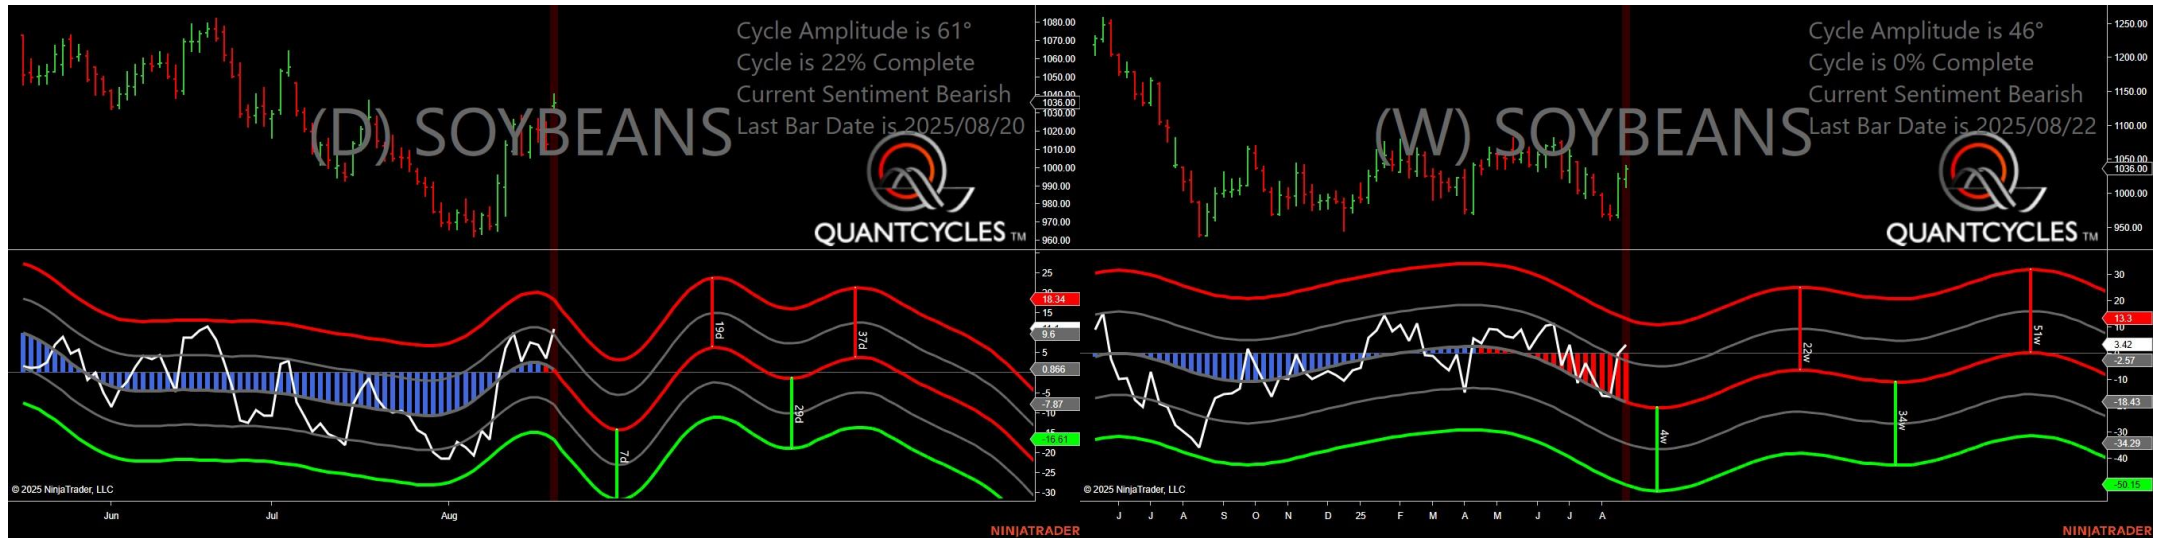 Cycle Amplitude is 61°
Cycle is 22% Complete
Current Sentiment Bearish
Last Bar Date is 2025/08/20
(D) SOYBEANS
QUANTCYCLES TM
1080.00
1070.00
1060.00
1050.00
1040.00
1036.00
1030.00
1020.00
1010.00
1000.00
990.00
980.00
970.00
960.00
25
18.34
15
9.6
5
0.866
-5
-7.87
-10
-16.61
-20
-25
-30
7d
19d
29d
37d
© 2025 NinjaTrader, LLC
Jun Jul Aug
NINJATRADER
Cycle Amplitude is 46°
Cycle is 0% Complete
Current Sentiment Bearish
Last Bar Date is 2025/08/22
(W) SOYBEANS
QUANTCYCLES TM
1250.00
1200.00
1150.00
1100.00
1050.00
1036.00
1000.00
950.00
30
20
13.3
10
3.42
-2.57
-10
-18.43
-30
-34.29
-40
-50.15
4w
22w
34w
51w
© 2025 NinjaTrader, LLC
J J A S O N D 25 F M A M J J A
NINJATRADER